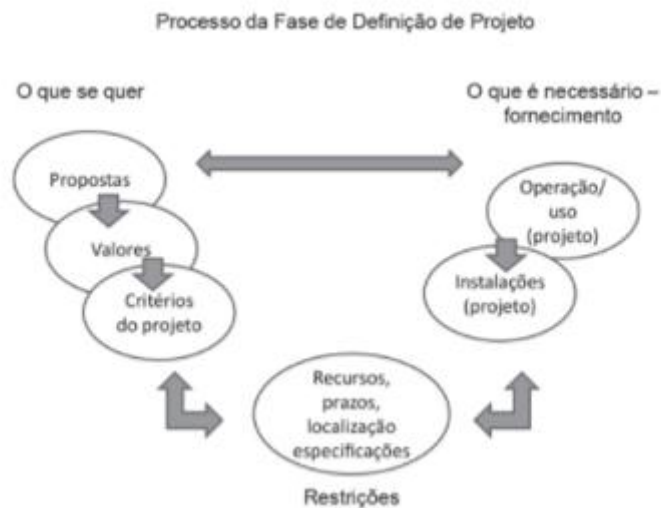 Processo da Fase de Definição de Projeto
O que se quer
O que é necessário –
fornecimento
Propostas
Valores
Critérios
do projeto
Operação/
uso
(projeto)
Instalações
(projeto)
Recursos,
prazos,
localização
especificações
Restrições